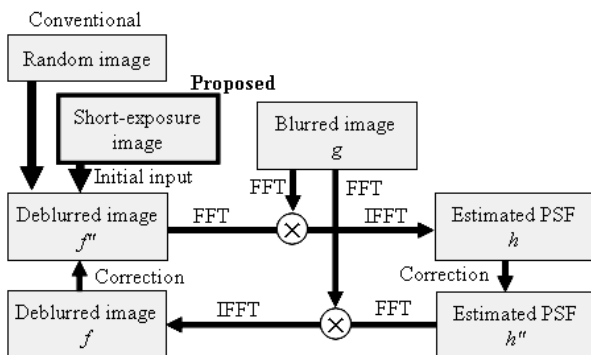 Conventional
Random image
Proposed
Short-exposure
image
Blurred image
g
Initial input
FFT
FFT
Deblurred image
f"
FFT
IFFT
Estimated PSF
h
Correction
Correction
Deblurred image
f
IFFT
FFT
Estimated PSF
h"